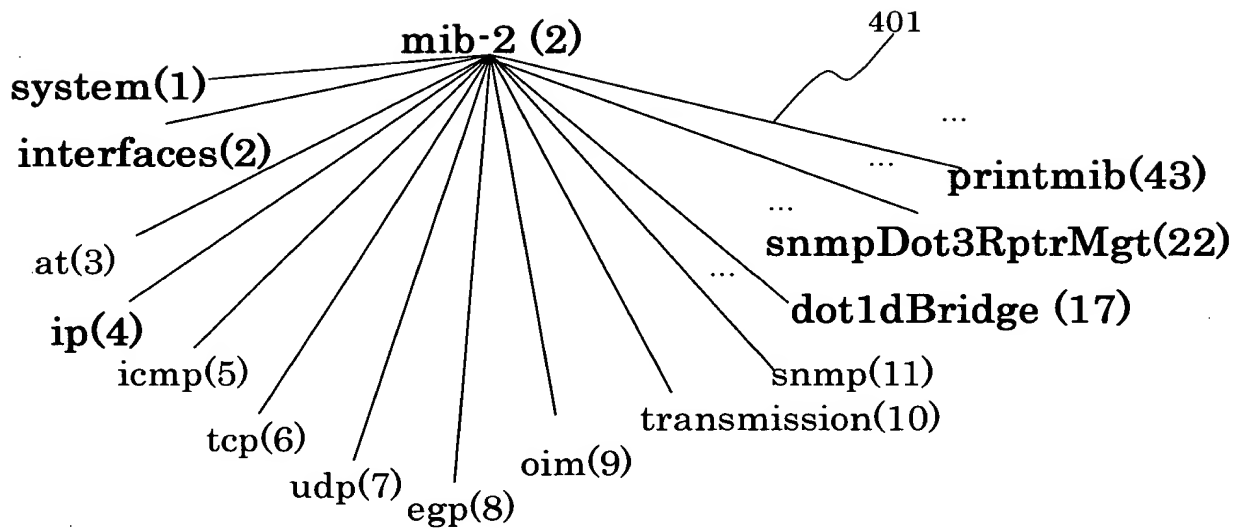 401
mib-2 (2)
system(1)
...
interfaces(2)
...
printmib(43)
...
snmpDot3RptrMgt(22)
at(3)
...
dot1dBridge (17)
ip(4)
icmp(5)
snmp(11)
transmission(10)
tcp(6)
oim(9)
udp(7)
egp(8)